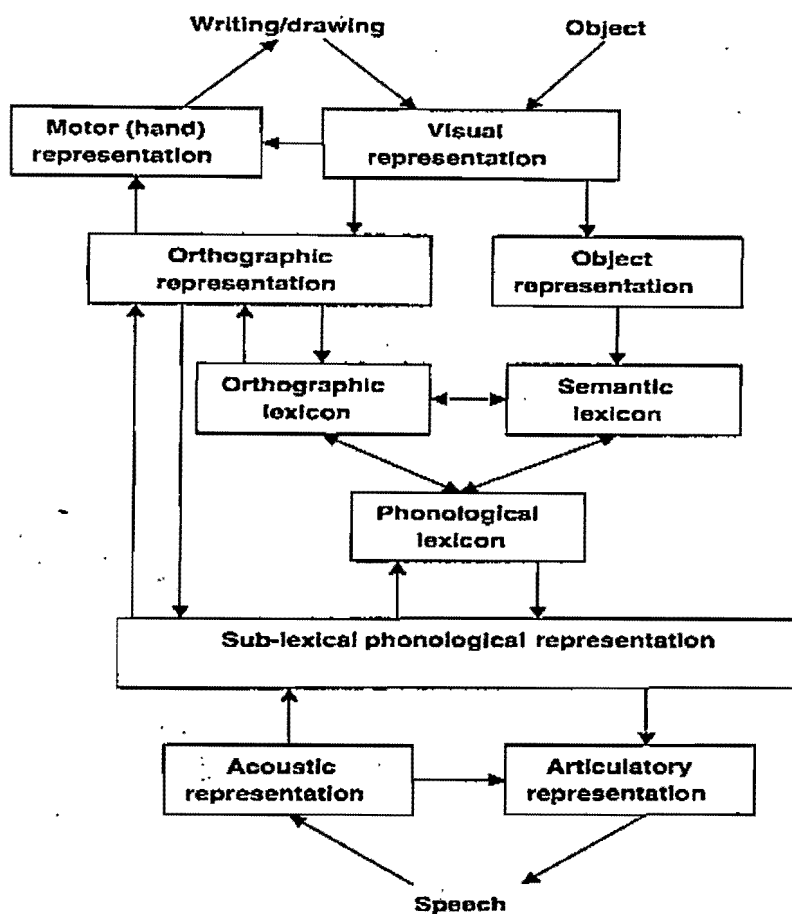 Writing/drawing
Object
Motor (hand)
representation
Visual
representation
Orthographic
representation
Object
representation
Orthographic
lexicon
Semantic
lexicon
Phonological
lexicon
Sub-lexical phonological representation
Acoustic
representation
Articulatory
representation
Speech